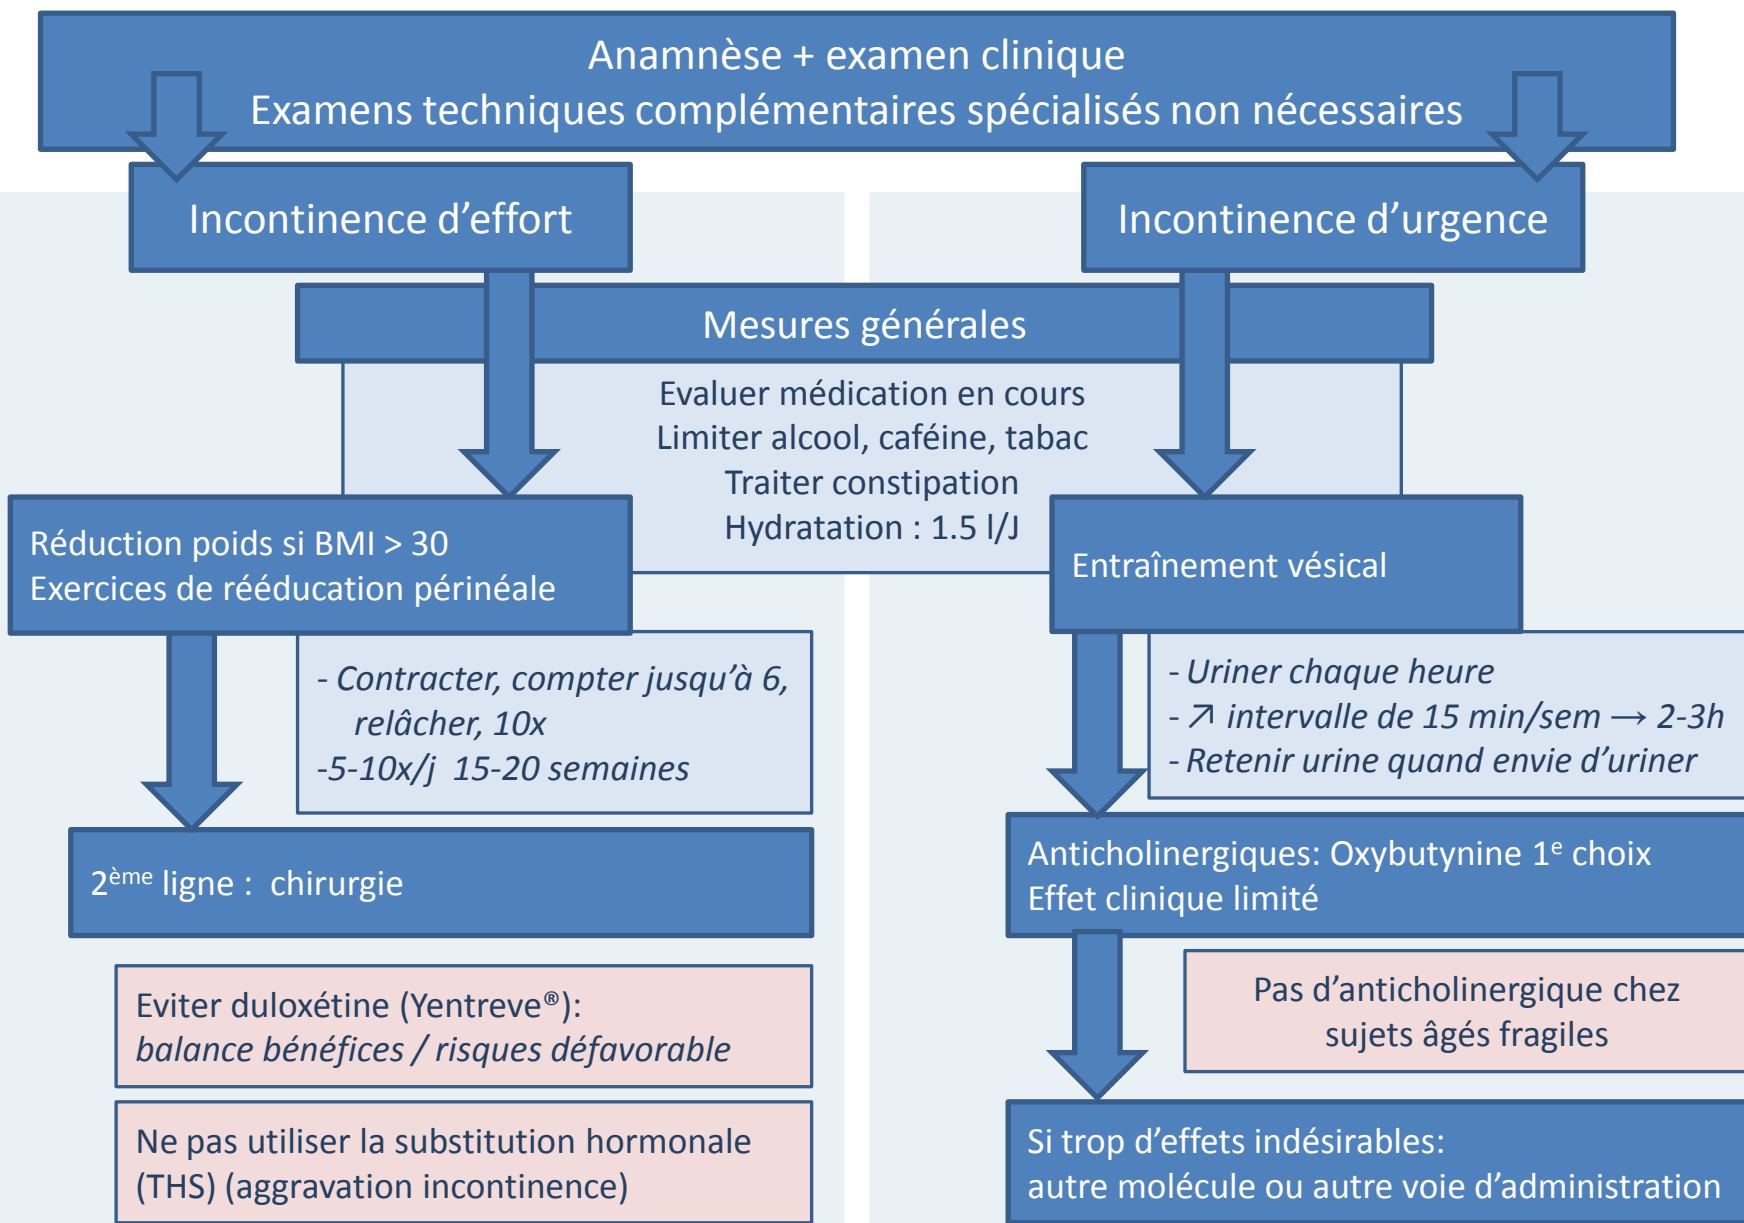 Anamnèse + examen clinique
Examens techniques complémentaires spécialisés non nécessaires
Incontinence d’effort
Incontinence d’urgence
Mesures générales
Evaluer médication en cours
Limiter alcool, caféine, tabac
Traiter constipation
Hydratation : 1.5 l/J
Réduction poids si BMI > 30
Exercices de rééducation périnéale
- Contracter, compter jusqu’à 6,
relâcher, 10x
-5-10x/j 15-20 semaines
2ème ligne : chirurgie
Eviter duloxétine (Yentreve®):
balance bénéfices / risques défavorable
Ne pas utiliser la substitution hormonale
(THS) (aggravation incontinence)
Entraînement vésical
- Uriner chaque heure
- ↗ intervalle de 15 min/sem → 2-3h
- Retenir urine quand envie d’uriner
Anticholinergiques: Oxybutynine 1e choix
Effet clinique limité
Pas d’anticholinergique chez
sujets âgés fragiles
Si trop d’effets indésirables:
autre molécule ou autre voie d’administration